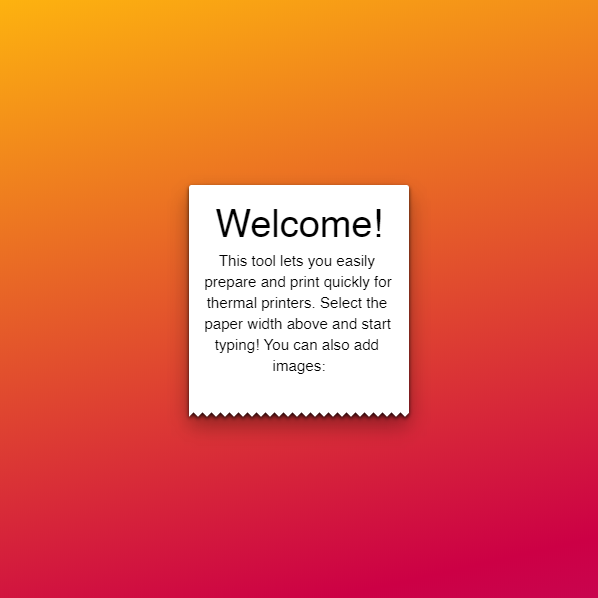 Welcome!
This tool lets you easily
prepare and print quickly for
thermal printers. Select the
paper width above and start
typing! You can also add
images: